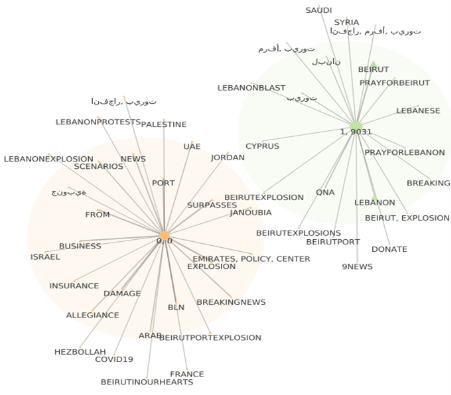 SAUDI
SYRIA
انفجار, مرفأ, بيروت
مرفأ, بيروت
لبنان
BEIRUT
PRAYFORBEIRUT
LEBANONBLAST
بيروت
LEBANESE
انفجار, بيروت
LEBANONPROTESTS
PALESTINE
1, 9031
UAE
CYPRUS
LEBANONEXPLOSION
NEWS
JORDAN
PRAYFORLEBANON
SCENARIOS
PORT
BREAKING
جنوبية
QNA
BEIRUTEXPLOSION
SURPASSES
LEBANON
FROM
JANOUBIA
BEIRUT, EXPLOSION
BEIRUTEXPLOSIONS
BUSINESS
BEIRUTPORT
DONATE
ISRAEL
EMIRATES, POLICY, CENTER
EXPLOSION
9NEWS
INSURANCE
DAMAGE
BREAKINGNEWS
BLN
ALLEGIANCE
ARAB
BEIRUTPORTEXPLOSION
HEZBOLLAH
COVID19
FRANCE
BEIRUTINOURHEARTS